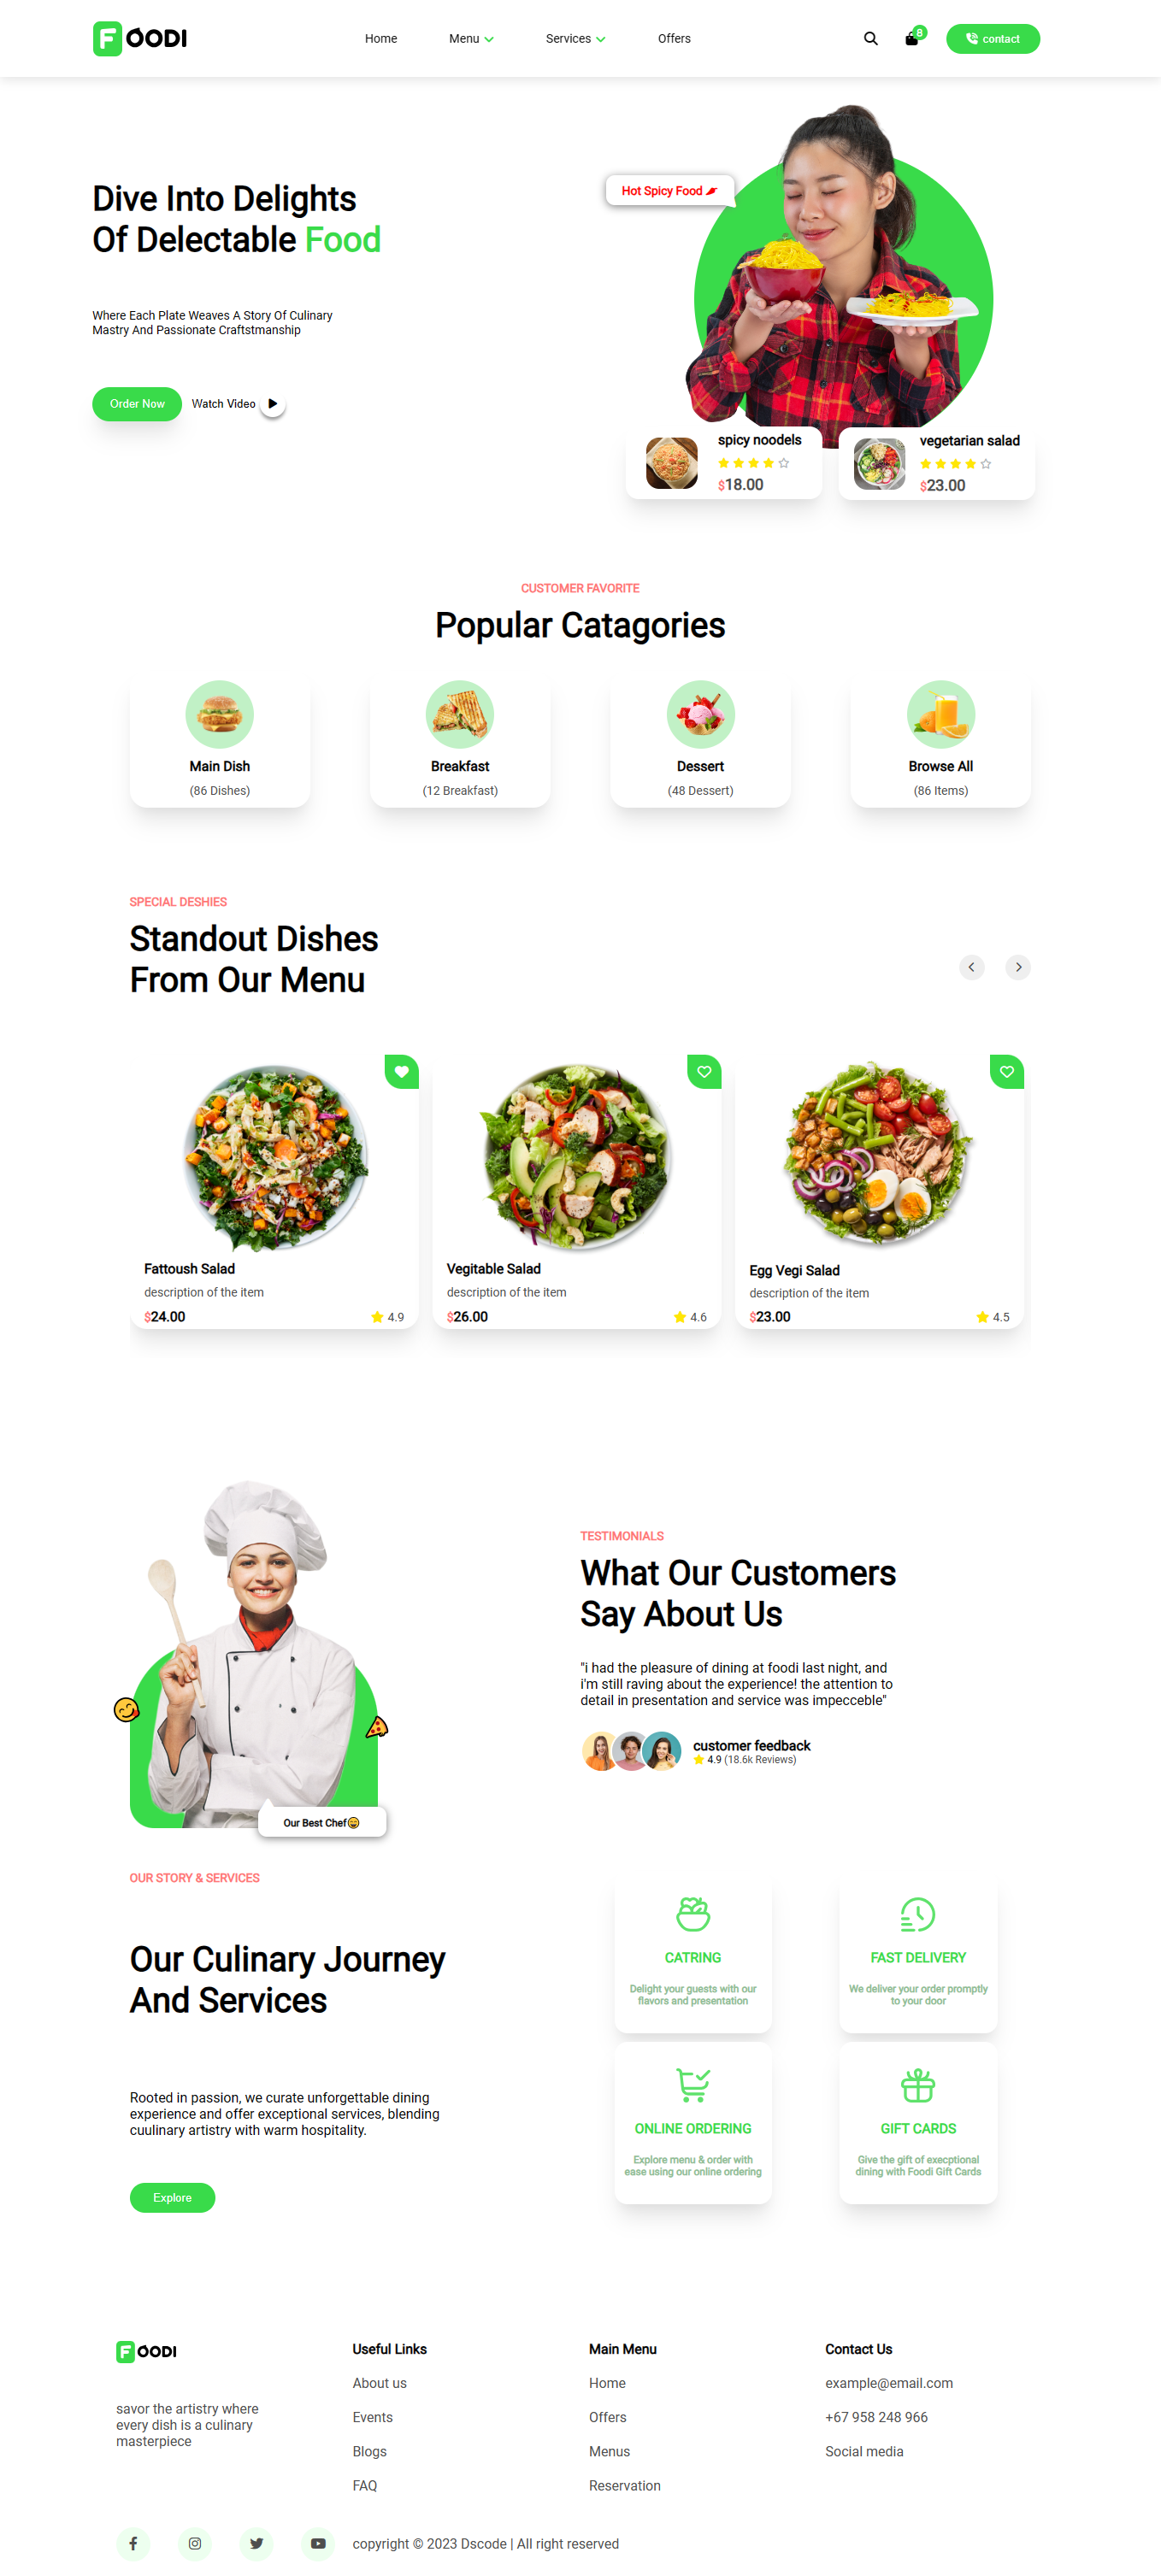 FOODI
Home
Menu
Services
Offers
8
contact
Dive Into Delights
Of Delectable Food
Hot Spicy Food
Where Each Plate Weaves A Story Of Culinary
Mastry And Passionate Craftstmanship
Order Now
Watch Video
spicy noodels
$18.00
vegetarian salad
$23.00
CUSTOMER FAVORITE
Popular Catagories
Main Dish
(86 Dishes)
Breakfast
(12 Breakfast)
Dessert
(48 Dessert)
Browse All
(86 Items)
SPECIAL DESHIES
Standout Dishes
From Our Menu
Fattoush Salad
description of the item
$24.00
4.9
Vegitable Salad
description of the item
$26.00
4.6
Egg Vegi Salad
description of the item
$23.00
4.5
TESTIMONIALS
What Our Customers
Say About Us
"i had the pleasure of dining at foodi last night, and
i'm still raving about the experience! the attention to
detail in presentation and service was impecceble"
customer feedback
4.9 (18.6k Reviews)
Our Best Chef
OUR STORY & SERVICES
Our Culinary Journey
And Services
Rooted in passion, we curate unforgettable dining
experience and offer exceptional services, blending
cuulinary artistry with warm hospitality.
Explore
CATRING
Delight your guests with our
flavors and presentation
FAST DELIVERY
We deliver your order promptly
to your door
ONLINE ORDERING
Explore menu & order with
ease using our online ordering
GIFT CARDS
Give the gift of execptional
dining with Foodi Gift Cards
FOODI
savor the artistry where
every dish is a culinary
masterpiece
Useful Links
About us
Events
Blogs
FAQ
Main Menu
Home
Offers
Menus
Reservation
Contact Us
example@email.com
+67 958 248 966
Social media
copyright © 2023 Dscode | All right reserved